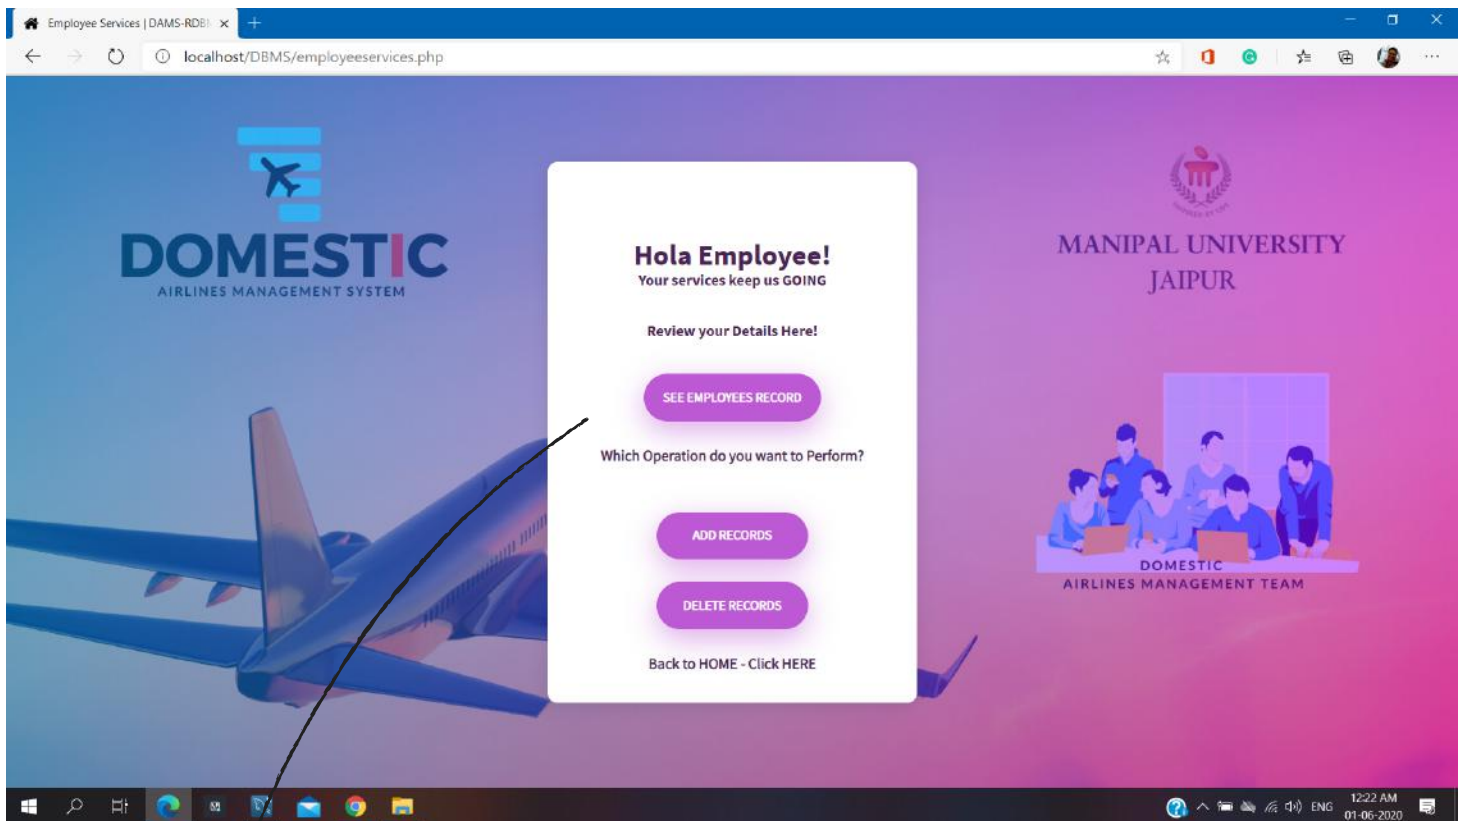 Employee Services | DAMS-RDB
localhost/DBMS/employeeservices.php
DOMESTIC
AIRLINES MANAGEMENT SYSTEM
Hola Employee!
Your services keep us GOING
Review your Details Here!
SEE EMPLOYEES RECORD
Which Operation do you want to Perform?
ADD RECORDS
DELETE RECORDS
Back to HOME - Click HERE
MANIPAL UNIVERSITY
JAIPUR
DOMESTIC
AIRLINES MANAGEMENT TEAM
ENG
12:22 AM
01-06-2020